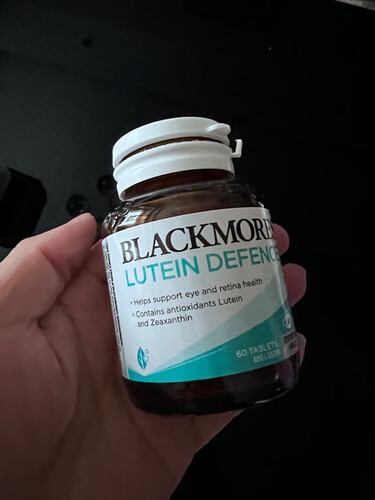 BLACKMORE
LUTEIN DEFENCE
• Helps support eye and retina health
• Contains antioxidants Lutein
and Zeaxanthin
60 TABLETS